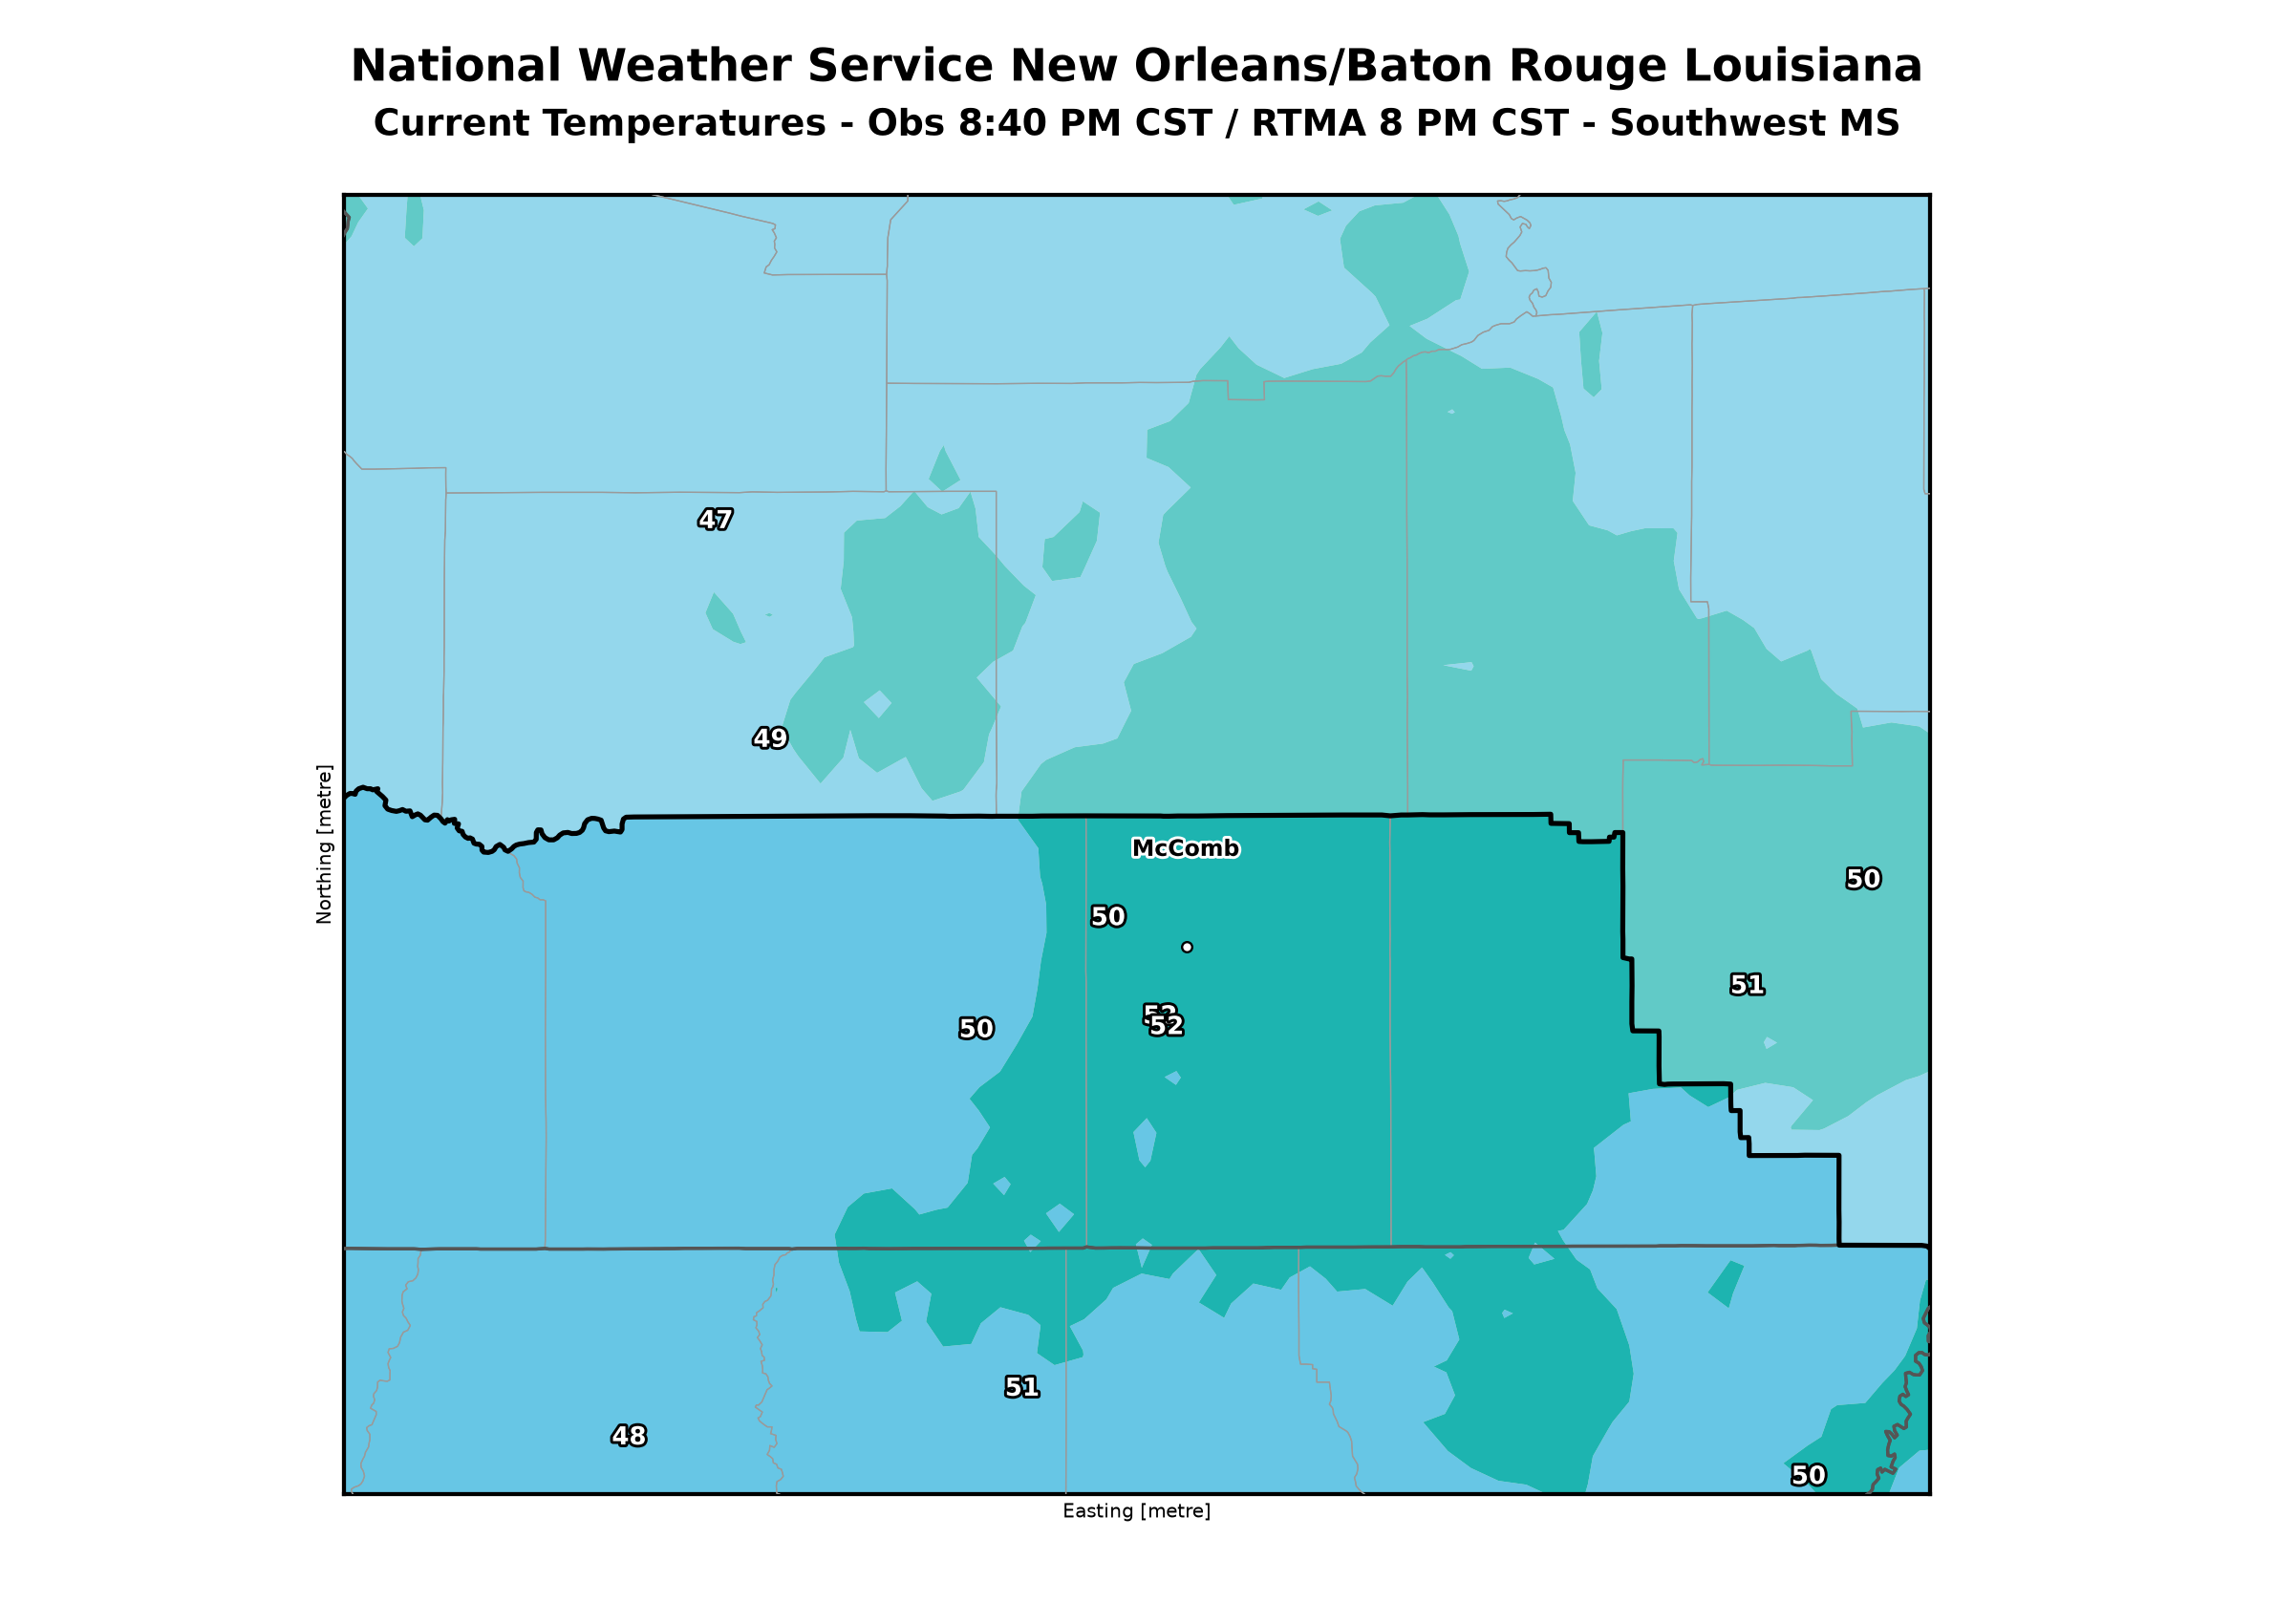 National Weather Service New Orleans/Baton Rouge Louisiana
Current Temperatures - Obs 8:40 PM CST / RTMA 8 PM CST - Southwest MS
47
49
McComb
50
50
51
50
52
51
48
50
Northing [metre]
Easting [metre]